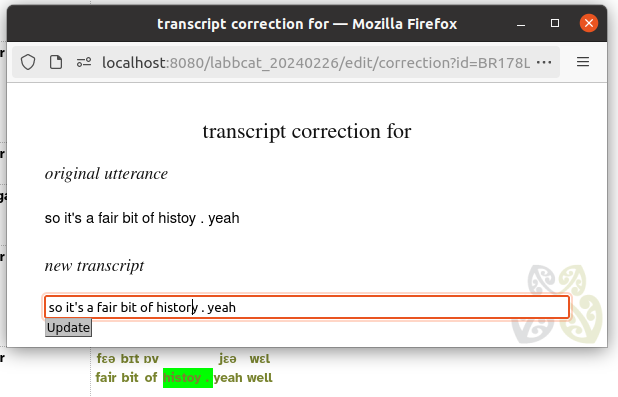 transcript correction for — Mozilla Firefox
localhost:8080/labbcat_20240226/edit/correction?id=BR178L
transcript correction for
original utterance
so it's a fair bit of histoy . yeah
new transcript
so it's a fair bit of history . yeah
Update
fɛə bɪt ɒv jɛə wɛl
fair bit of histoy . yeah well